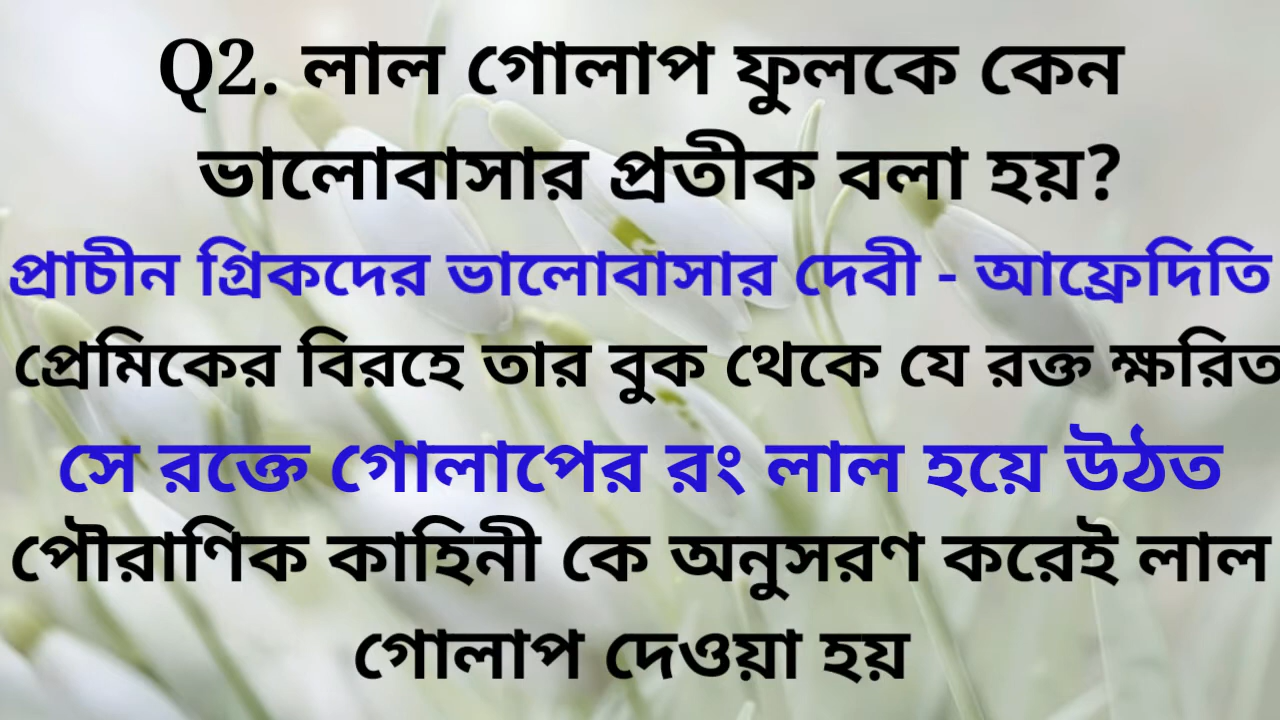 Q2. লাল গোলাপ ফুলকে কেন
ভালোবাসার প্রতীক বলা হয়?
প্রাচীন গ্রিকদের ভালোবাসার দেবী - আফ্রেদিতি
প্রেমিকের বিরহে তার বুক থেকে যে রক্ত ক্ষরিত
সে রক্তে গোলাপের রং লাল হয়ে উঠত
পৌরাণিক কাহিনী কে অনুসরণ করেই লাল
গোলাপ দেওয়া হয়